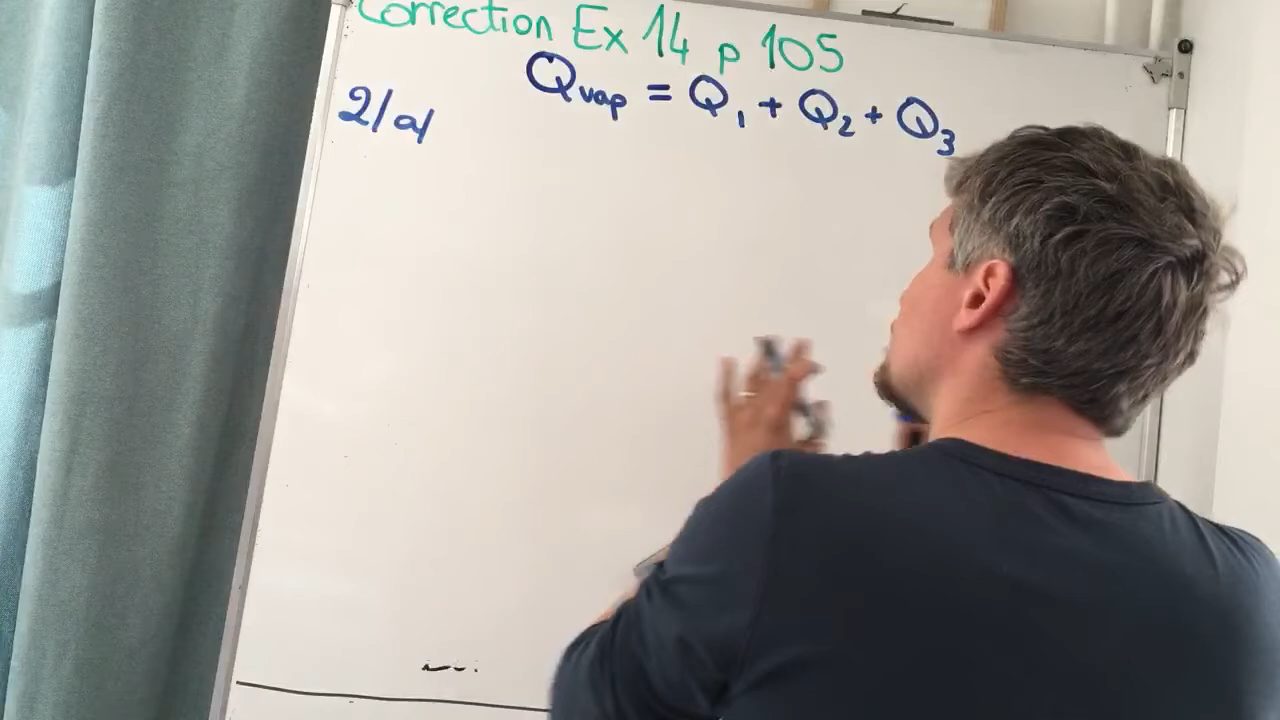 Correction Ex 14 p 105
Qvap = Q1 + Q2 + Q3
2/ a/